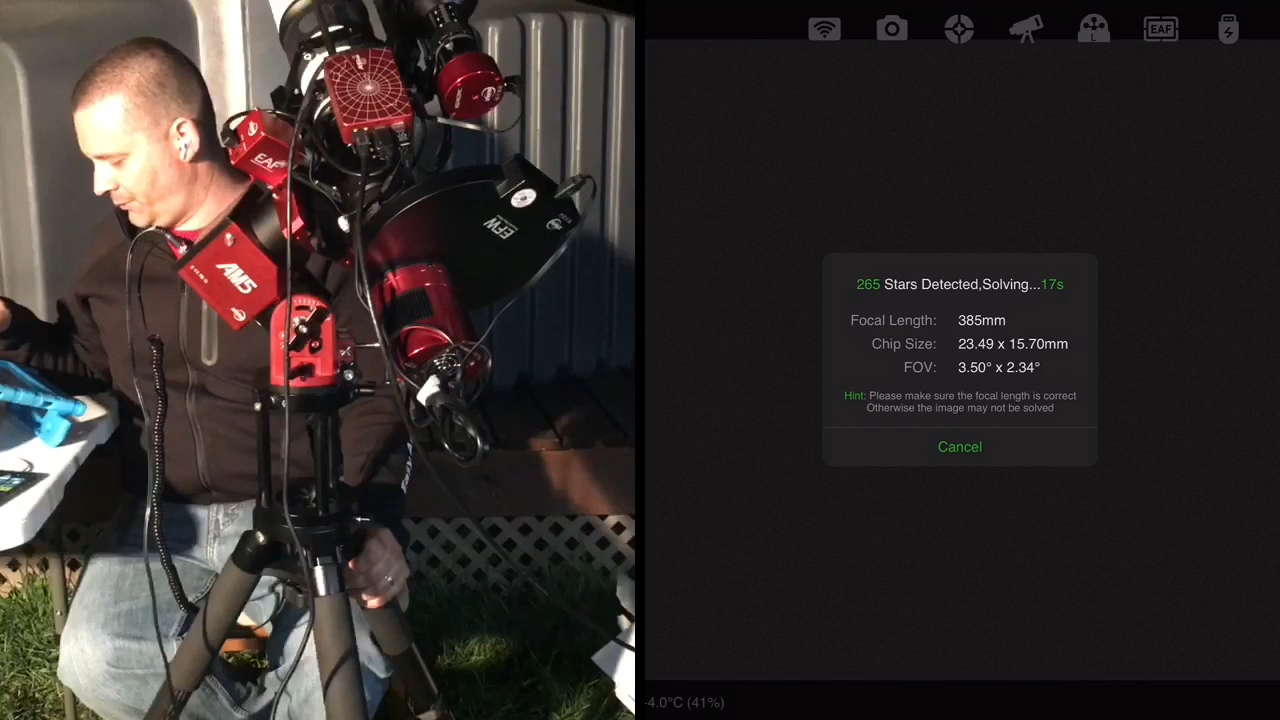 EAF
AM5
EFW
L
EAF
265 Stars Detected,Solving...17s
Focal Length: 385mm
Chip Size: 23.49 x 15.70mm
FOV: 3.50° x 2.34°
Hint: Please make sure the focal length is correct
Otherwise the image may not be solved
Cancel
-4.0°C (41%)